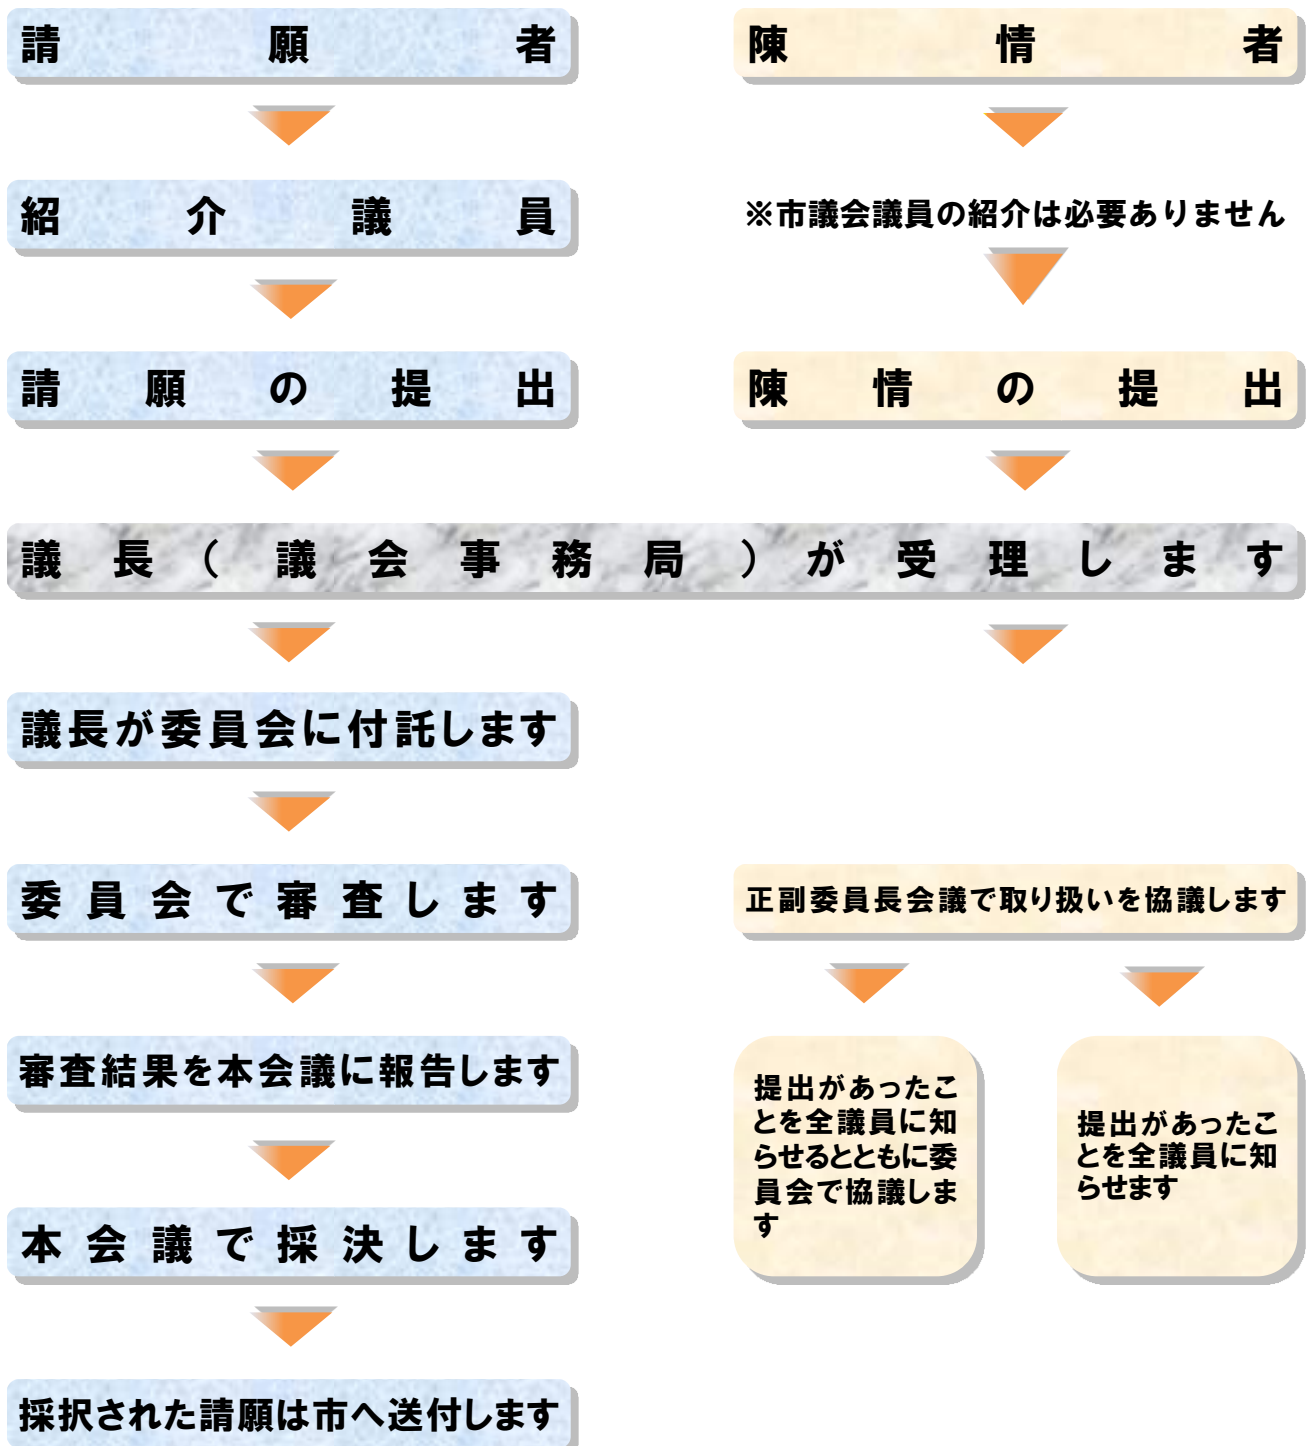 請願者
陳情者
紹介議員
※市議会議員の紹介は必要ありません
請願の提出
陳情の提出
議長(議会事務局)が受理します
議長が委員会に付託します
委員会で審査します
正副委員長会議で取り扱いを協議します
審査結果を本会議に報告します
提出があったこ
とを全議員に知
らせるとともに委
員会で協議しま
す
提出があったこ
とを全議員に知
らせます
本会議で採決します
採択された請願は市へ送付します